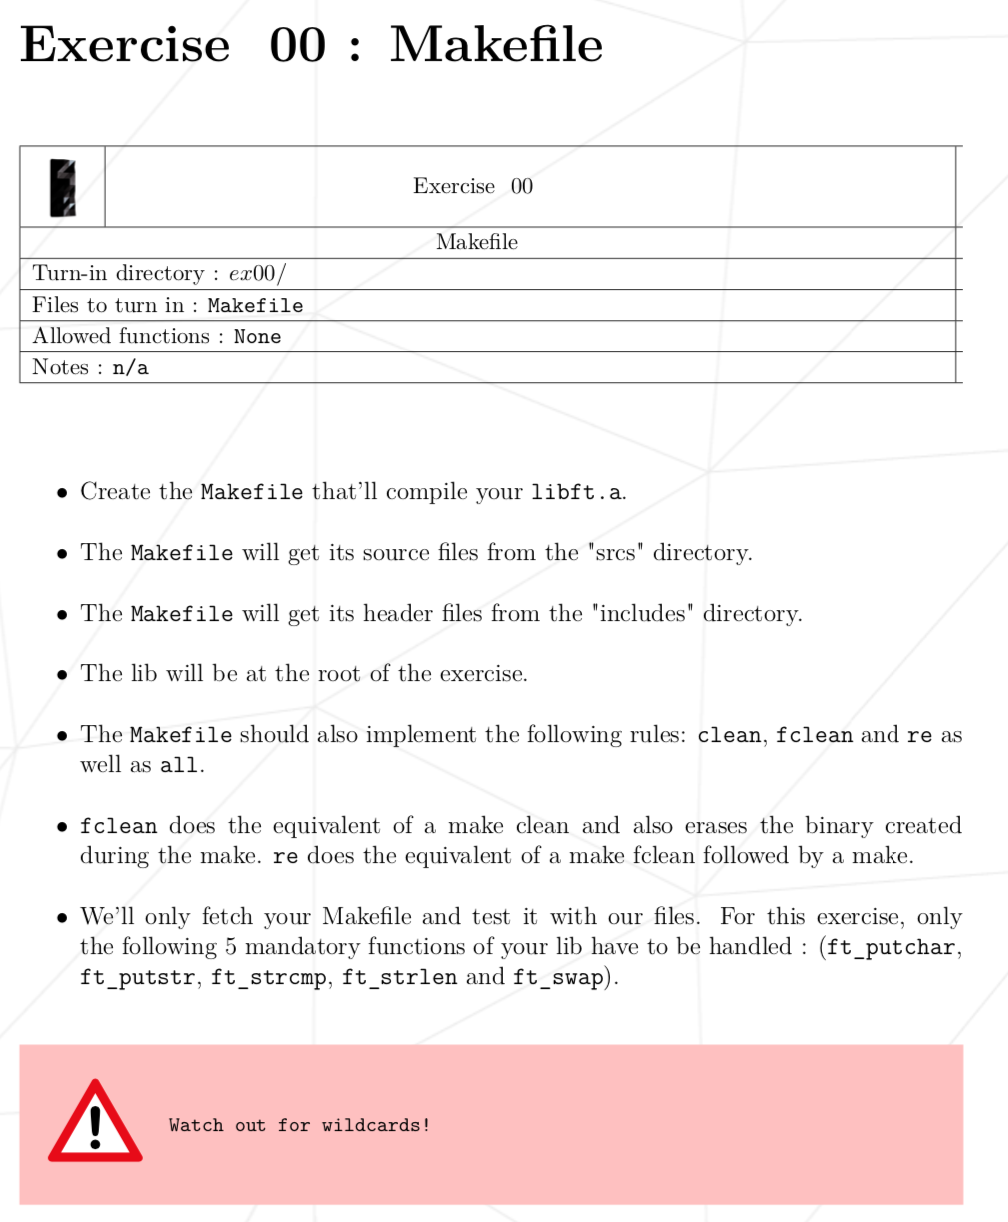 Exercise 00 : Makefile
Exercise 00
Makefile
Turn-in directory : ex00/
Files to turn in : Makefile
Allowed functions : None
Notes : n/a
• Create the Makefile that'll compile your libft.a.
• The Makefile will get its source files from the "srcs" directory.
• The Makefile will get its header files from the "includes" directory.
• The lib will be at the root of the exercise.
• The Makefile should also implement the following rules: clean, fclean and re as
well as all.
• fclean does the equivalent of a make clean and also erases the binary created
during the make. re does the equivalent of a make fclean followed by a make.
• We'll only fetch your Makefile and test it with our files. For this exercise, only
the following 5 mandatory functions of your lib have to be handled : (ft_putchar,
ft_putstr, ft_strcmp, ft_strlen and ft_swap).
Watch out for wildcards!